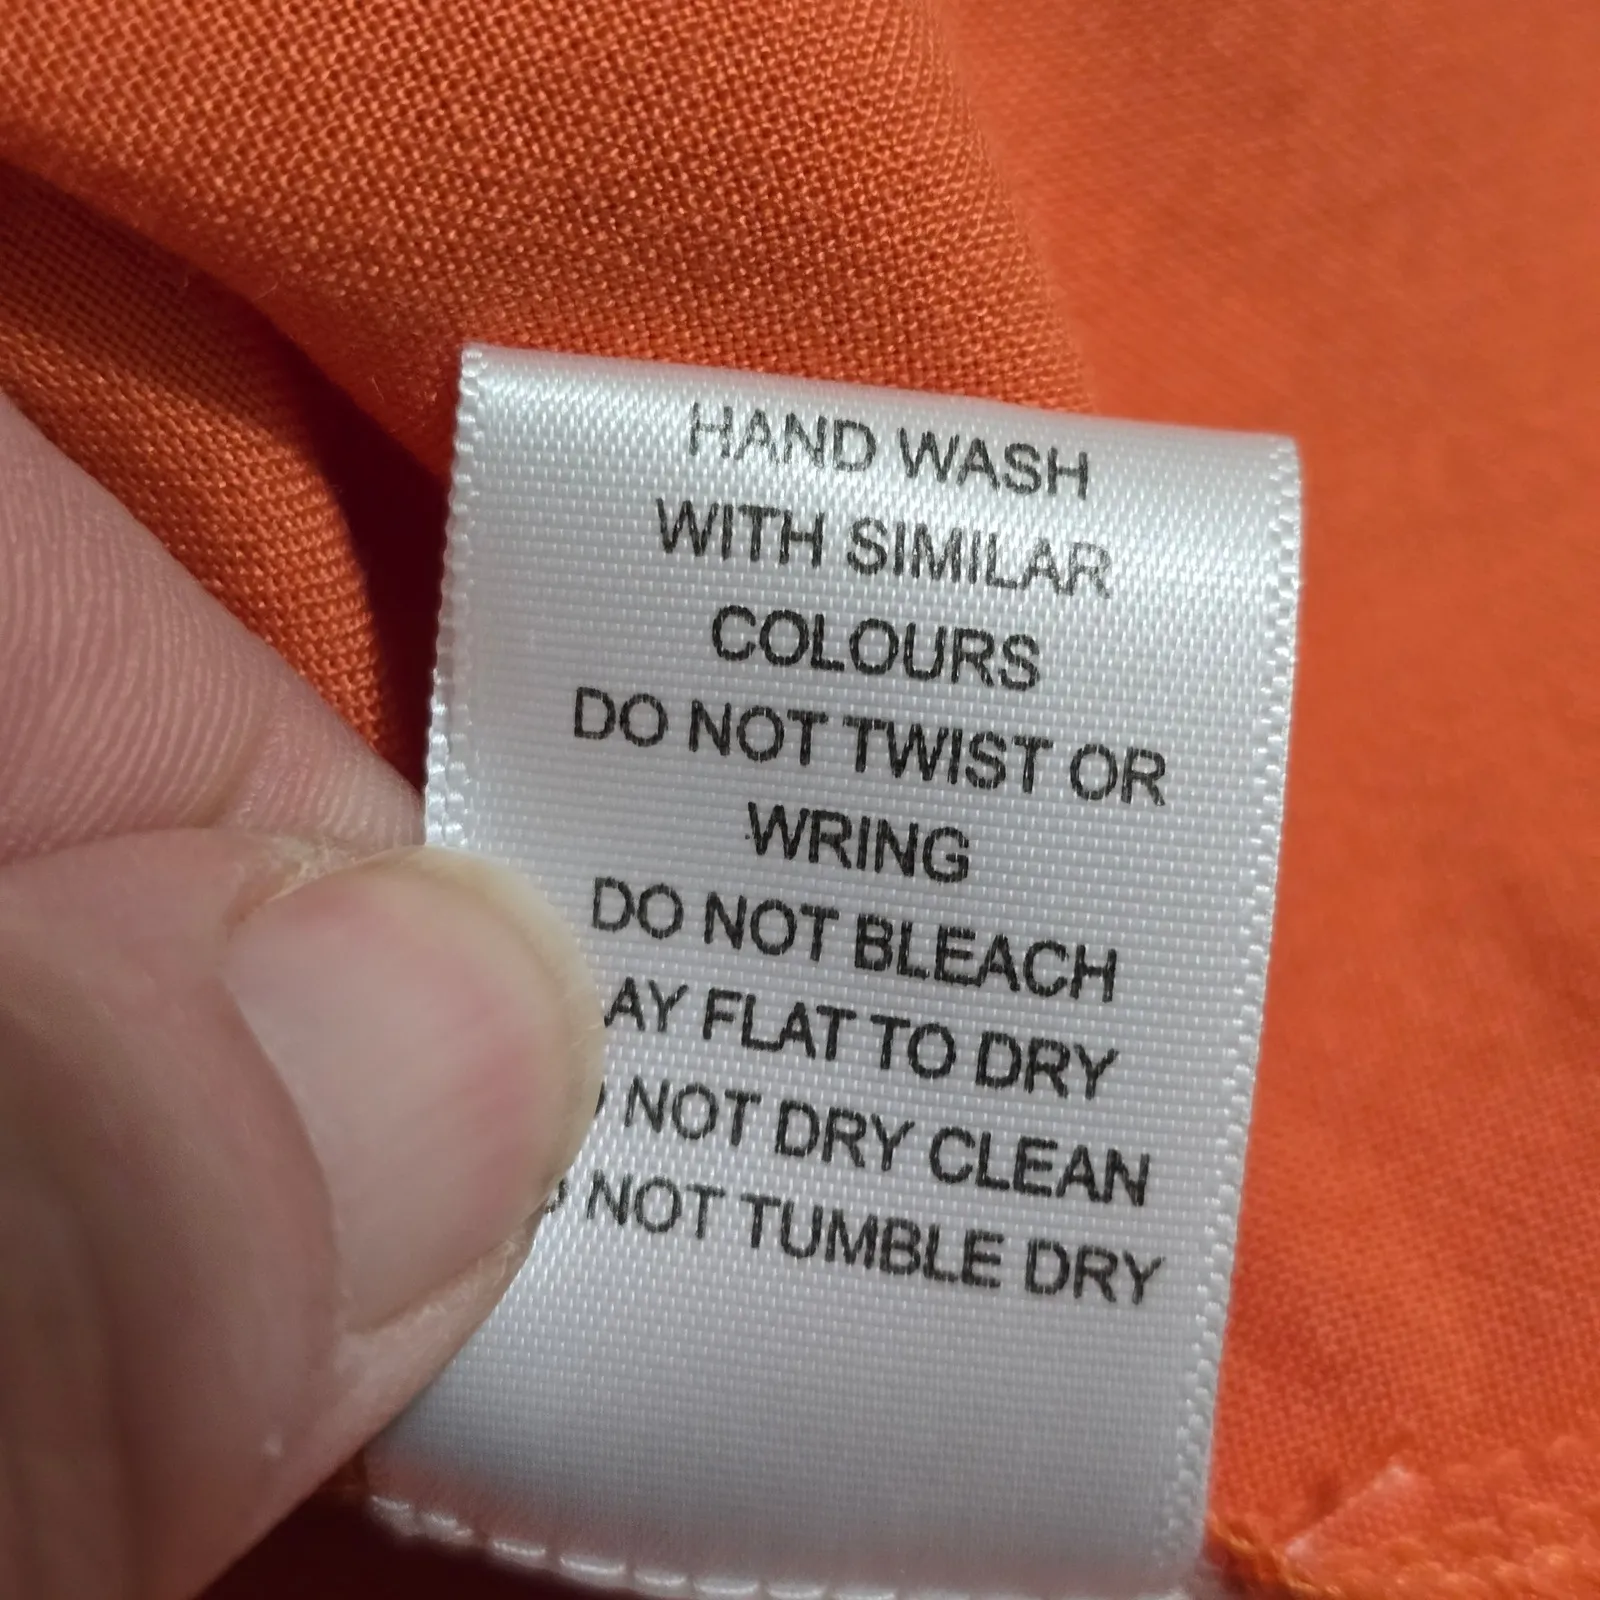 HAND WASH
WITH SIMILAR
COLOURS
DO NOT TWIST OR
WRING
DO NOT BLEACH
AY FLAT TO DRY
NOT DRY CLEAN
NOT TUMBLE DRY